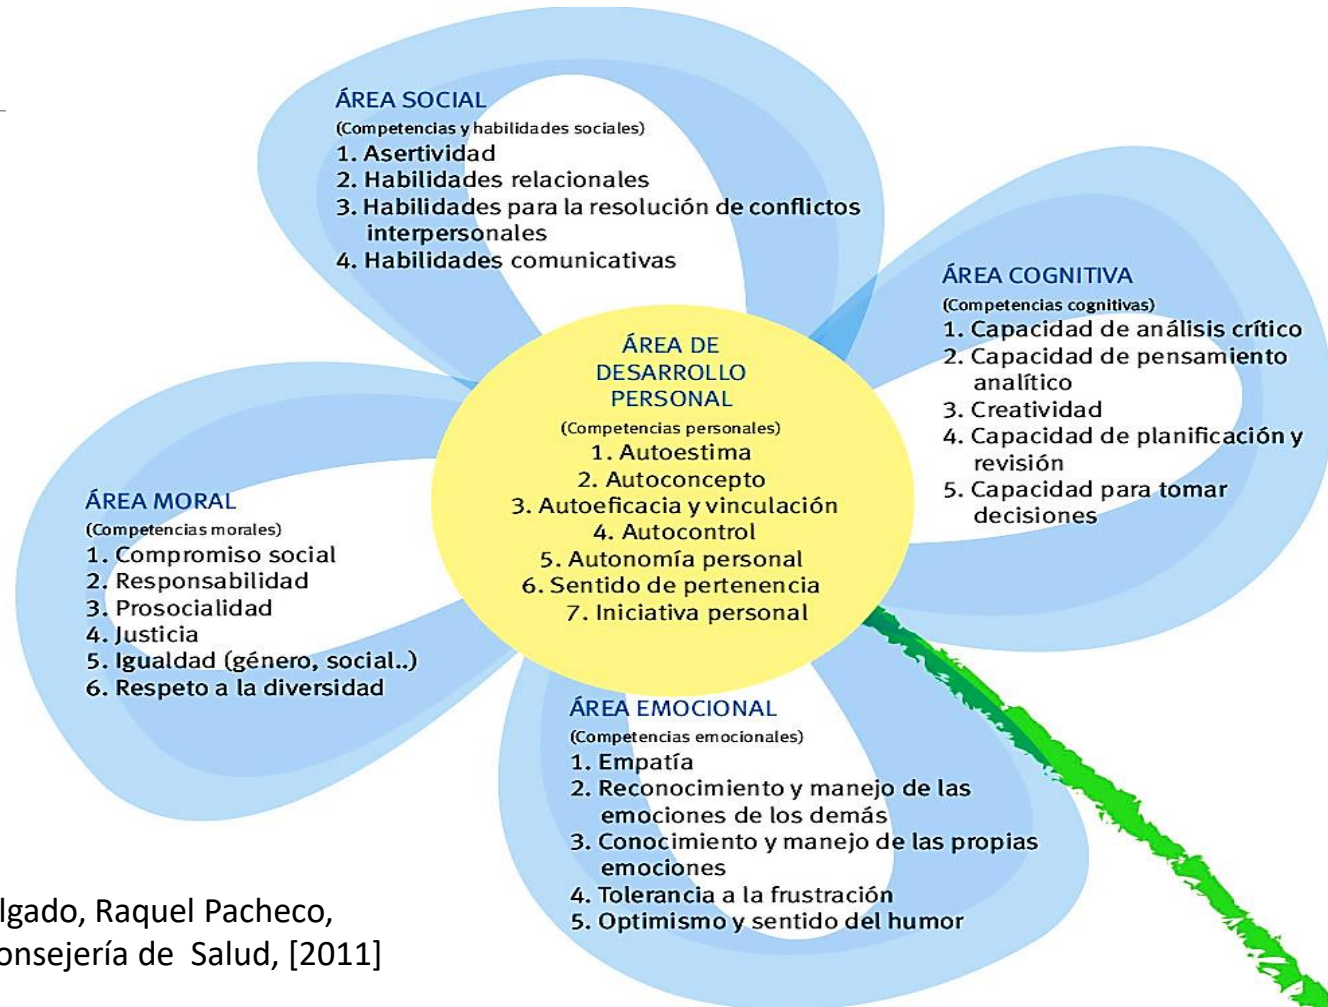 ÁREA SOCIAL
(Competencias y habilidades sociales)
1. Asertividad
2. Habilidades relacionales
3. Habilidades para la resolución de conflictos
interpersonales
4. Habilidades comunicativas
ÁREA COGNITIVA
(Competencias cognitivas)
1. Capacidad de análisis crítico
2. Capacidad de pensamiento
analítico
3. Creatividad
4. Capacidad de planificación y
revisión
5. Capacidad para tomar
decisiones
ÁREA DE
DESARROLLO
PERSONAL
(Competencias personales)
1. Autoestima
2. Autoconcepto
3. Autoeficacia y vinculación
4. Autocontrol
5. Autonomía personal
6. Sentido de pertenencia
7. Iniciativa personal
ÁREA MORAL
(Competencias morales)
1. Compromiso social
2. Responsabilidad
3. Prosocialidad
4. Justicia
5. Igualdad (género, social..)
6. Respeto a la diversidad
ÁREA EMOCIONAL
(Competencias emocionales)
1. Empatía
2. Reconocimiento y manejo de las
emociones de los demás
3. Conocimiento y manejo de las propias
emociones
4. Tolerancia a la frustración
5. Optimismo y sentido del humor
lgado, Raquel Pacheco,
onsejería de Salud, [2011]